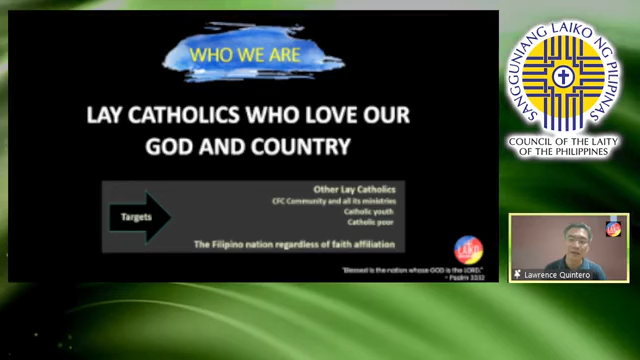 WHO WE ARE
LAY CATHOLICS WHO LOVE OUR
GOD AND COUNTRY
Targets
Other Lay Catholics
CFC Community and all its ministries
Catholic youth
Catholic poor
The Filipino nation regardless of faith affiliation
"Blessed is the nation whose GOD is the LORD."
- Psalm 33:12
SANGGUNIANG LAIKO NG PILIPINAS
COUNCIL OF THE LAITY
OF THE PHILIPPINES
Lawrence Quintero